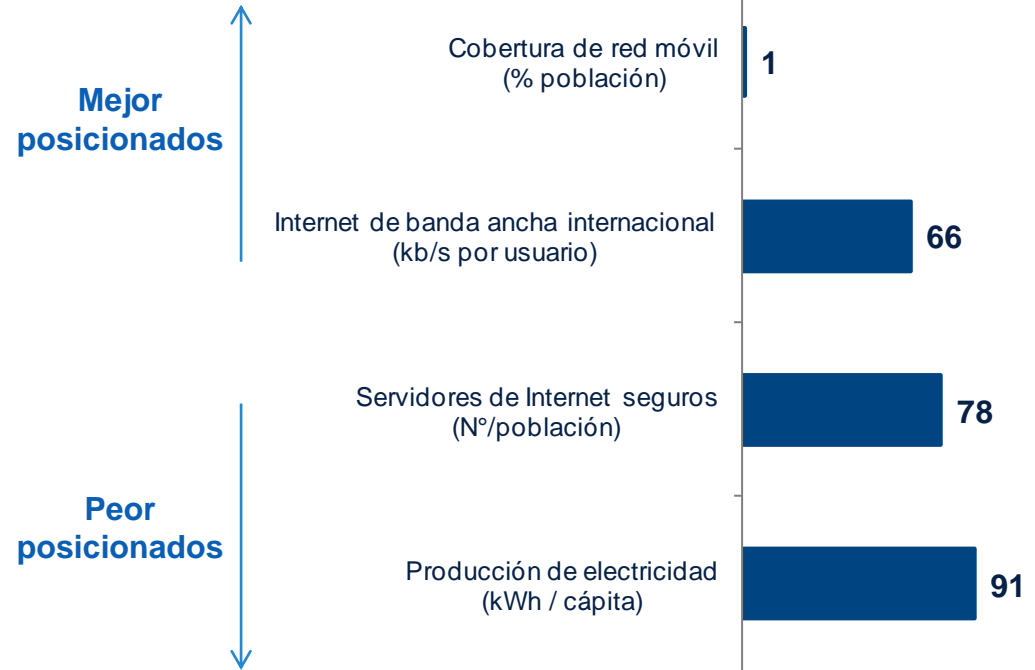 Mejor
posicionados
Cobertura de red móvil
(% población)
1
Internet de banda ancha internacional
(kb/s por usuario)
66
Servidores de Internet seguros
(N°/población)
78
Peor
posicionados
Producción de electricidad
(kWh / cápita)
91